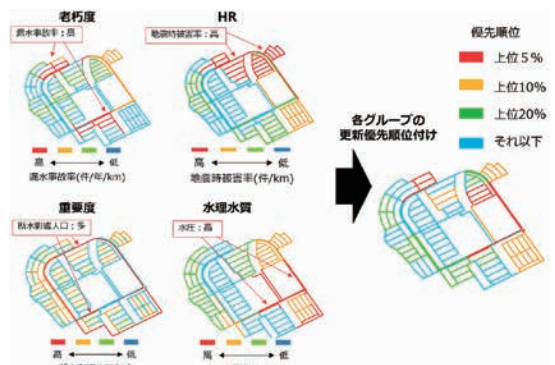 老朽度
漏水事故率：高
高 低
漏水事故率(件/年/km)
HR
地震時被害率：高
高 低
地震時被害率(件/km)
重要度
断水影響人口：多
高 低
水理水質
水圧：高
高 低
各グループの
更新優先順位付け
優先順位
上位5%
上位10%
上位20%
それ以下